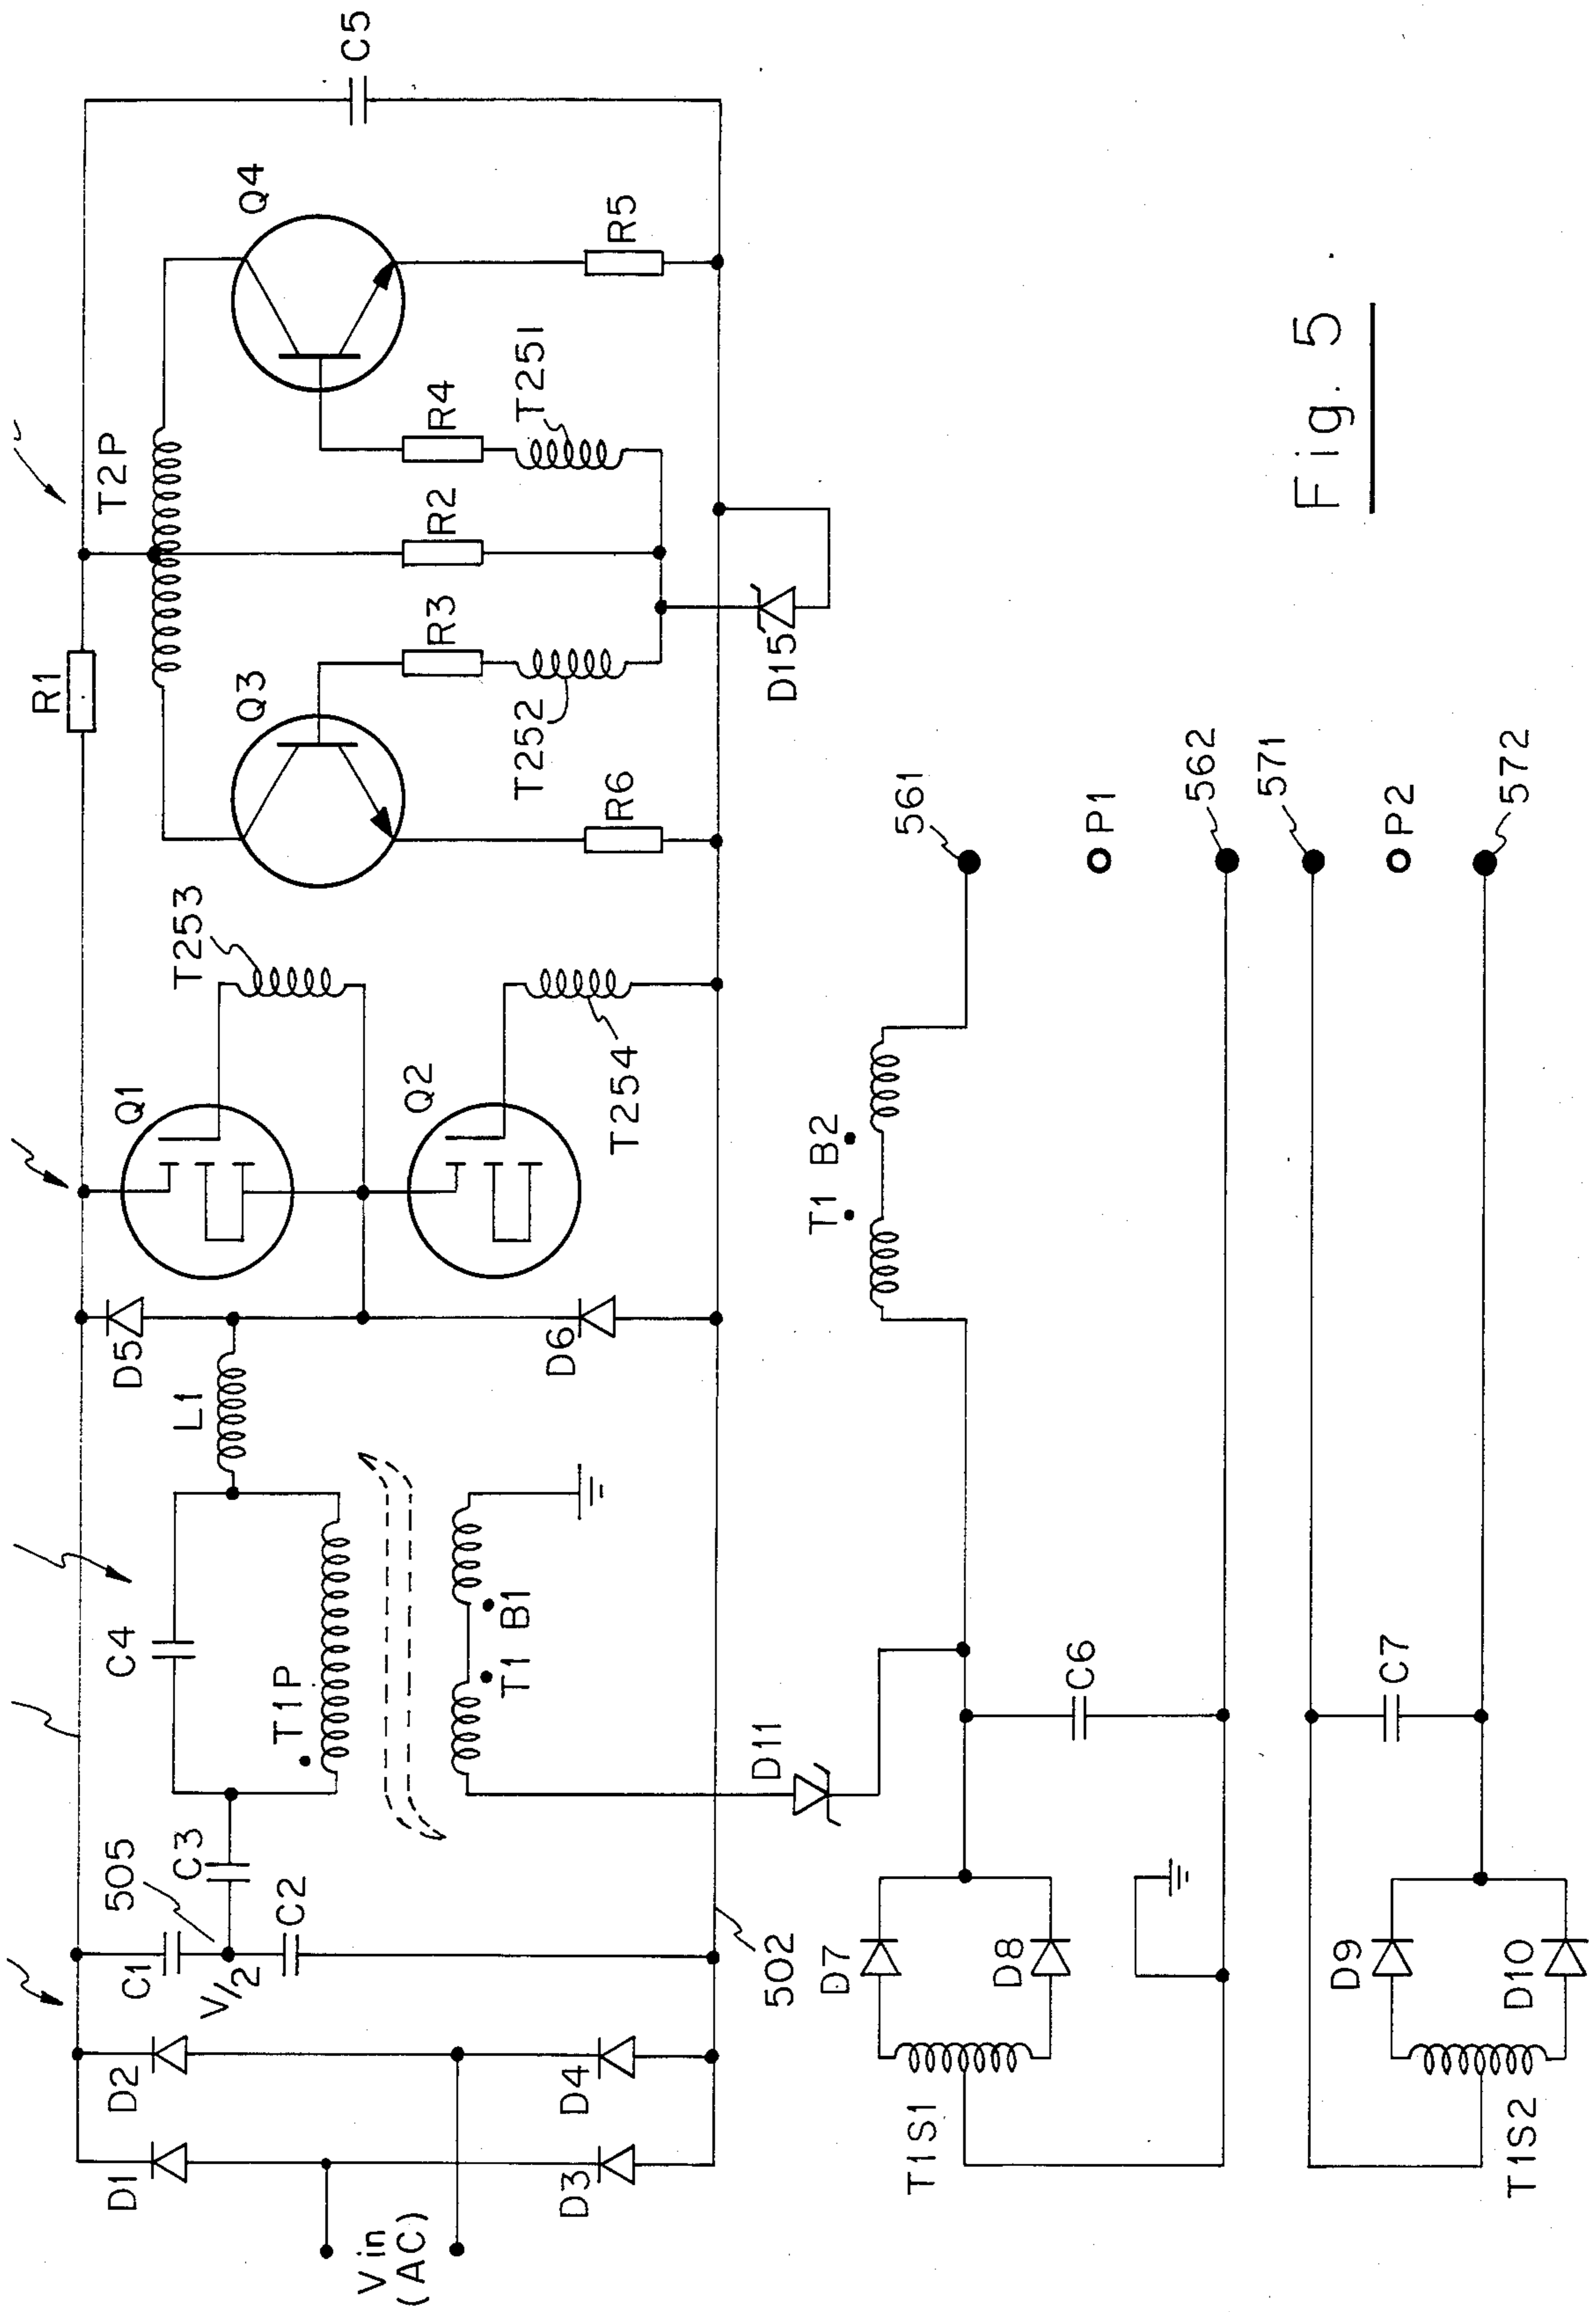 D1
D2
D3
D4
V in
(AC)
C1
V/2
505
C2
C3
502
C4
T1P
T1 B1
L1
D5
D6
Q1
Q2
T253
T254
R1
Q3
T252
R3
R6
T2P
R2
R4
T251
Q4
R5
C5
D15
D11
T1S1
D7
D8
C6
T1 B2
561
P1
562
571
P2
572
T1S2
D9
D10
C7
Fig. 5